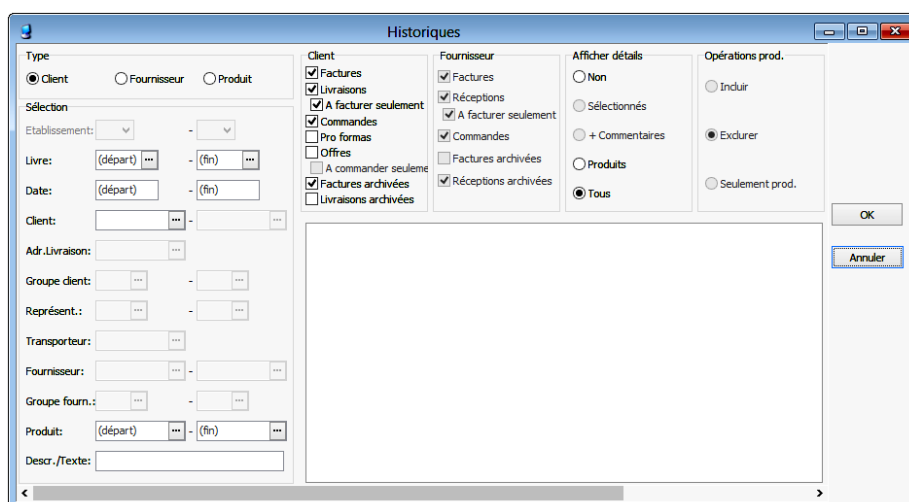 Historiques
Type
Client
Fournisseur
Produit
Sélection
Etablissement:
-
Livre:
(départ)
...
-
(fin)
...
Date:
(départ)
-
(fin)
Client:
...
-
...
Adr.Livraison:
...
Groupe client:
...
-
...
Représent.:
...
-
...
Transporteur:
...
Fournisseur:
...
-
...
Groupe fourn.:
...
-
...
Produit:
(départ)
...
-
(fin)
...
Descr./Texte:
Client
Factures
Livraisons
A facturer seulement
Commandes
Pro formas
Offres
A commander seuleme
Factures archivées
Livraisons archivées
Fournisseur
Factures
Réceptions
A facturer seulement
Commandes
Factures archivées
Réceptions archivées
Afficher détails
Non
Sélectionnés
+ Commentaires
Produits
Tous
Opérations prod.
Incluir
Exclurer
Seulement prod.
OK
Annuler